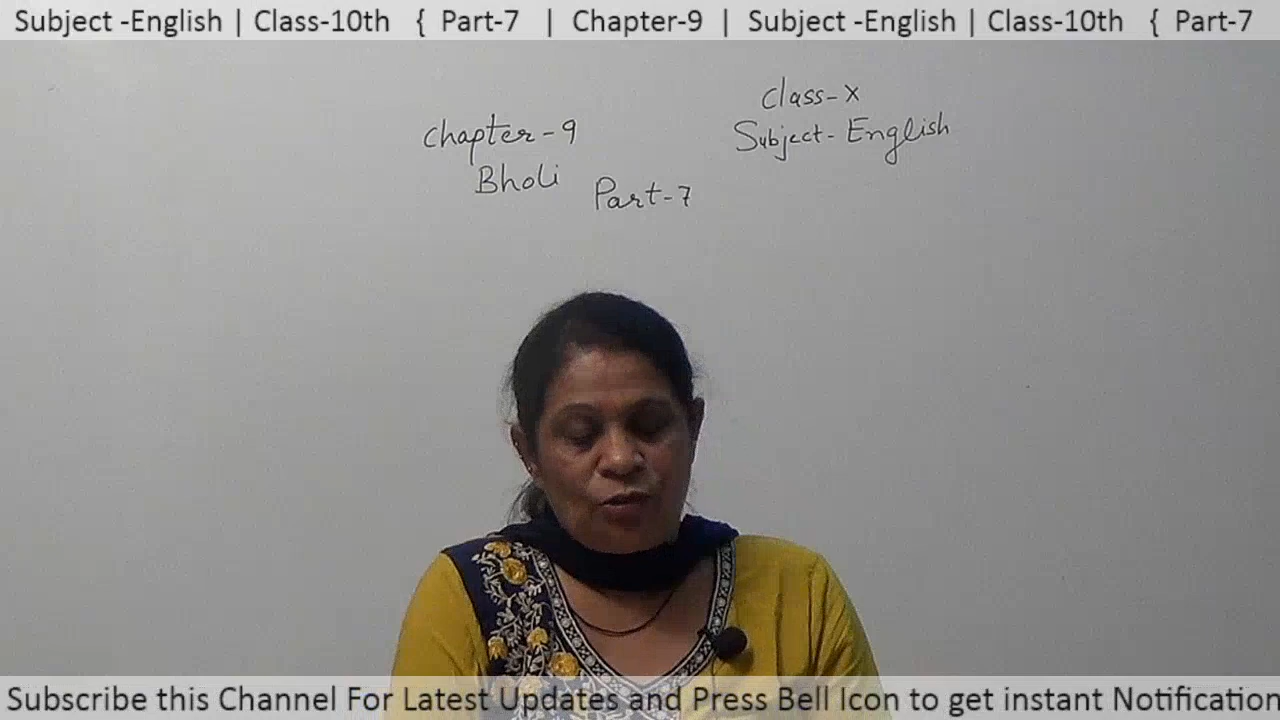 Subject -English | Class-10th { Part-7 | Chapter-9 | Subject -English | Class-10th { Part-7
Class-X
Chapter-9
Subject-English
Bholi
Part-7
Subscribe this Channel For Latest Updates and Press Bell Icon to get instant Notification